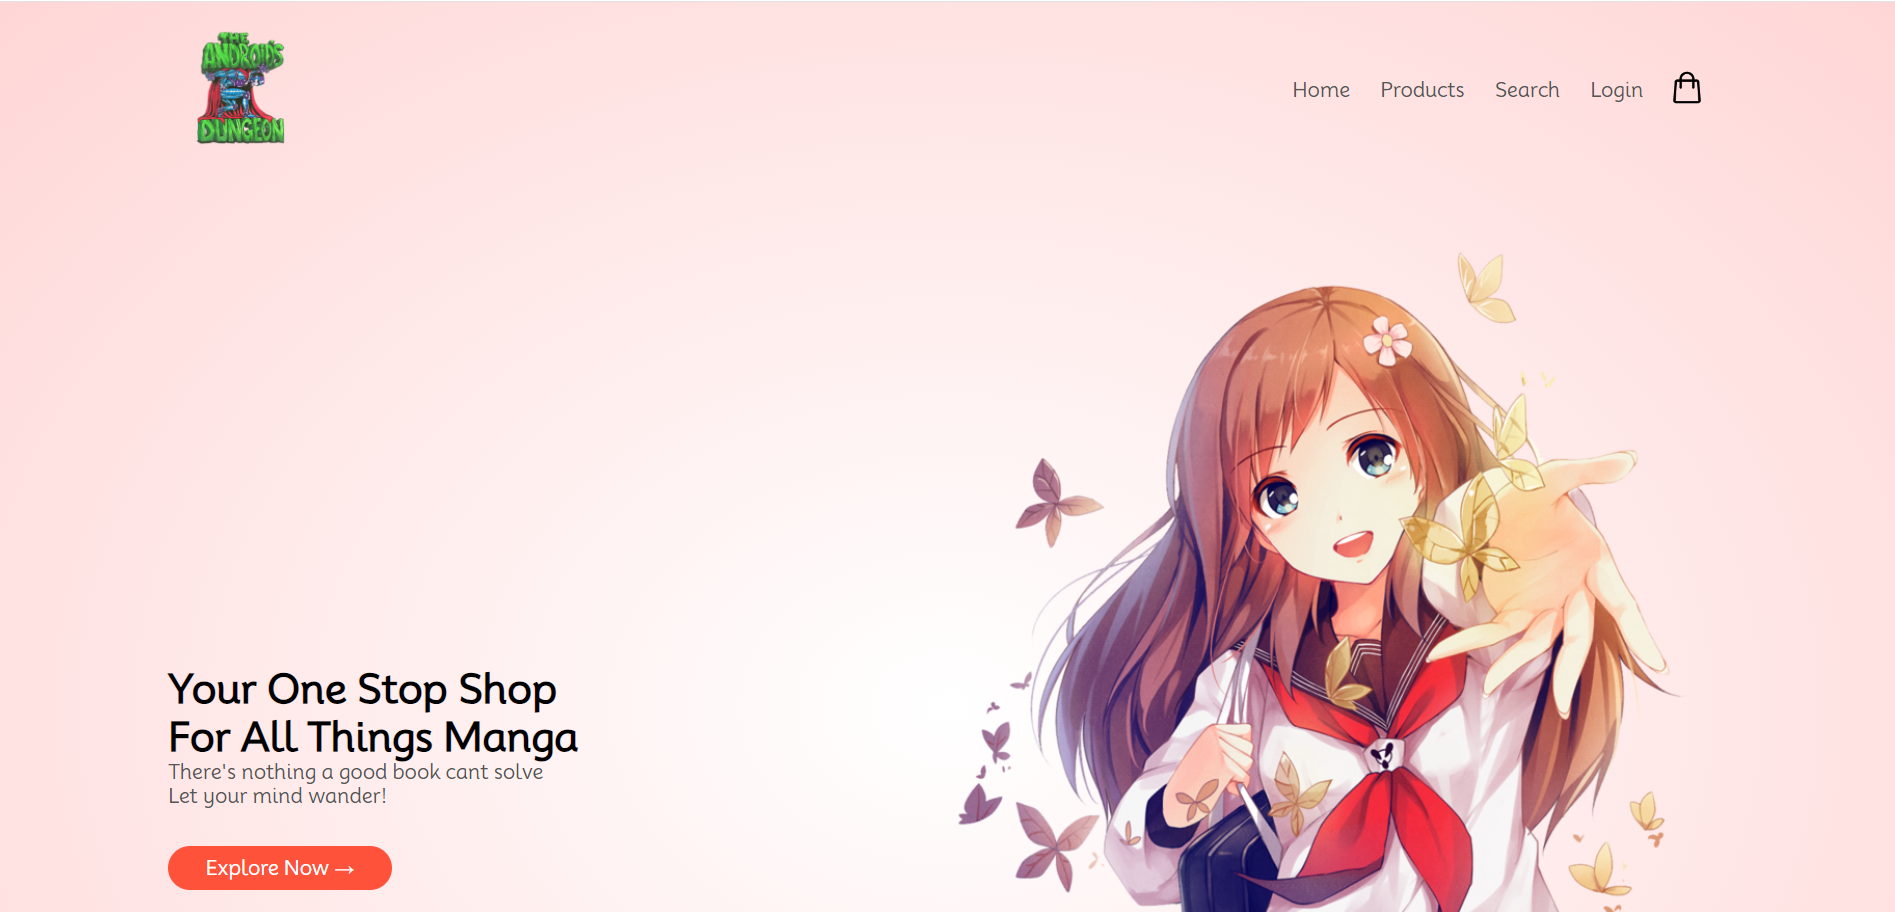 THE
ANDROID'S
DUNGEON
Home Products Search Login
Your One Stop Shop
For All Things Manga
There's nothing a good book cant solve
Let your mind wander!
Explore Now →